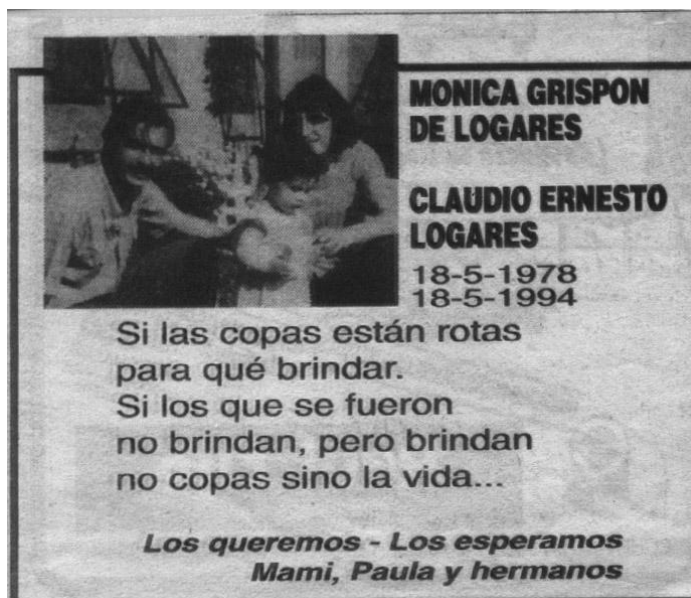 MONICA GRISPON
DE LOGARES
CLAUDIO ERNESTO
LOGARES
18-5-1978
18-5-1994
Si las copas están rotas
para qué brindar.
Si los que se fueron
no brindan, pero brindan
no copas sino la vida...
Los queremos - Los esperamos
Mami, Paula y hermanos